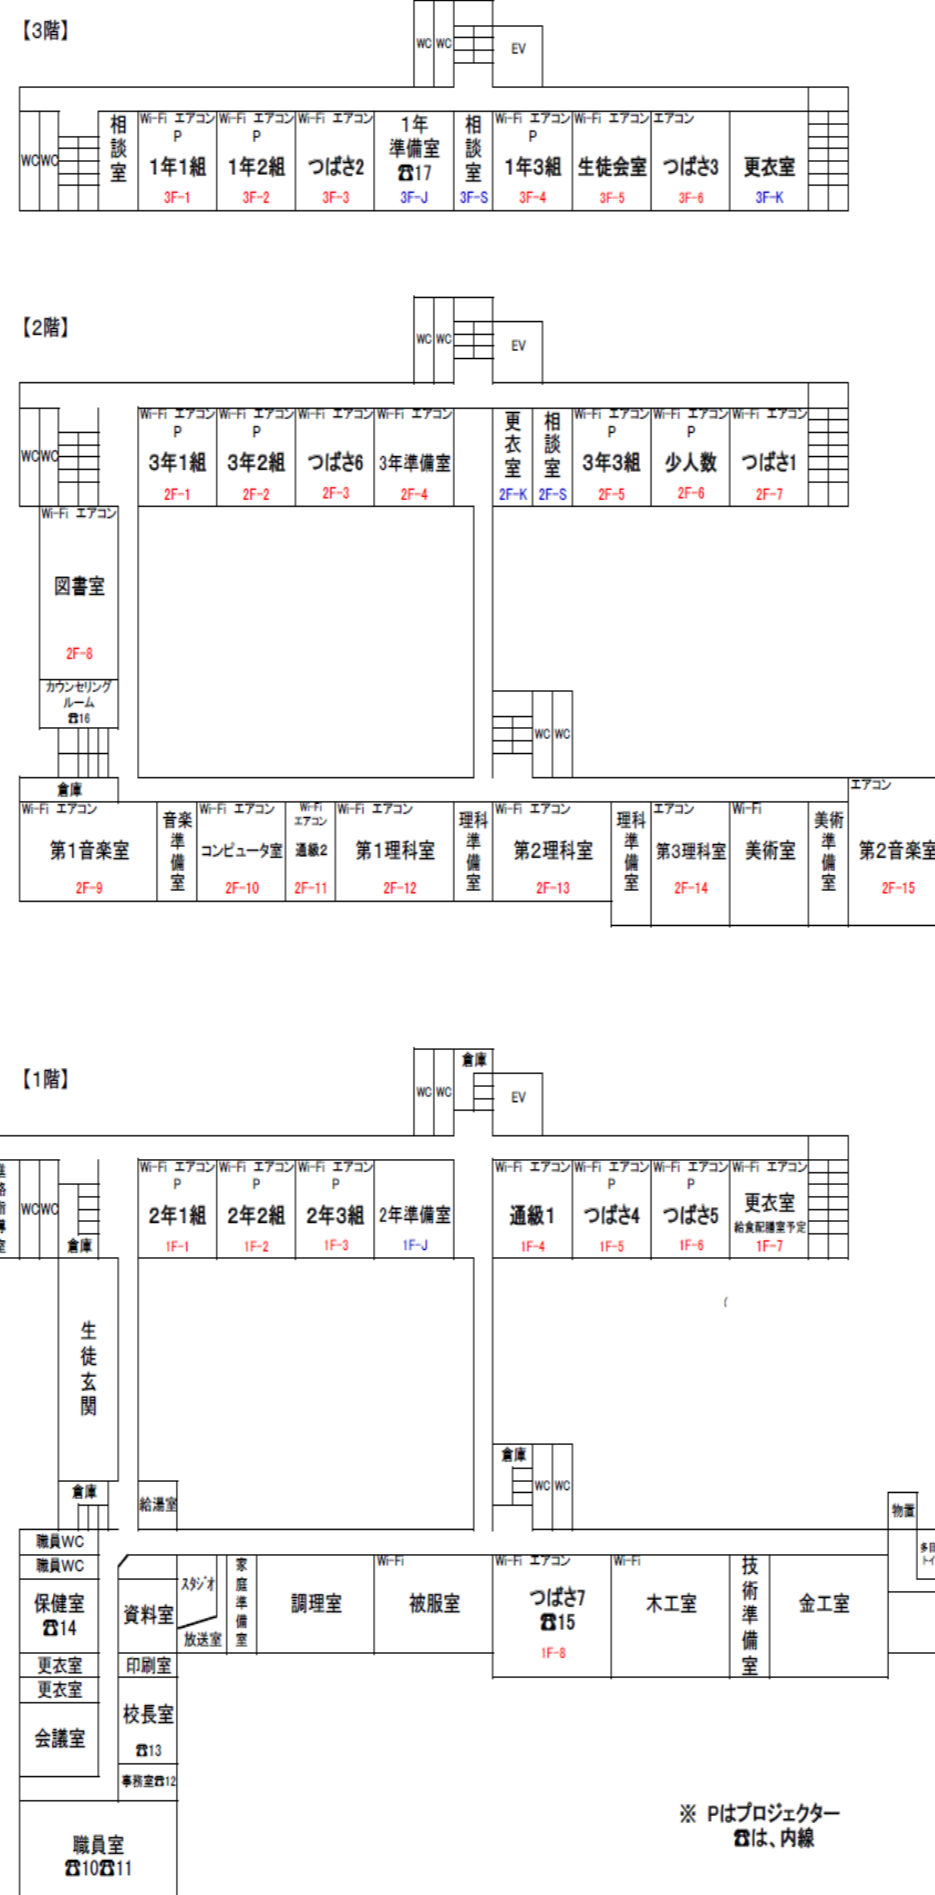 【3階】
WC WC EV
WC WC
相談室
Wi-Fi エアコン P 1年1組 3F-1
Wi-Fi エアコン P 1年2組 3F-2
Wi-Fi エアコン つばさ2 3F-3
1年準備室 ☎17 3F-J
相談室 3F-S
Wi-Fi エアコン P 1年3組 3F-4
Wi-Fi エアコン 生徒会室 3F-5
エアコン つばさ3 3F-6
更衣室 3F-K
【2階】
WC WC EV
WC WC
Wi-Fi エアコン P 3年1組 2F-1
Wi-Fi エアコン P 3年2組 2F-2
Wi-Fi エアコン つばさ6 2F-3
Wi-Fi エアコン 3年準備室 2F-4
更衣室 2F-K
相談室 2F-S
Wi-Fi エアコン P 3年3組 2F-5
Wi-Fi エアコン P 少人数 2F-6
Wi-Fi エアコン つばさ1 2F-7
Wi-Fi エアコン 図書室 2F-8
カウンセリングルーム ☎16
WC WC
倉庫
Wi-Fi エアコン 第1音楽室 2F-9
音楽準備室
Wi-Fi エアコン コンピュータ室 2F-10
Wi-Fi エアコン 通級2 2F-11
Wi-Fi エアコン 第1理科室 2F-12
理科準備室
Wi-Fi エアコン 第2理科室 2F-13
理科準備室
エアコン 第3理科室 2F-14
Wi-Fi 美術室
美術準備室
エアコン 第2音楽室 2F-15
【1階】
WC WC 倉庫 EV
WC WC
倉庫
Wi-Fi エアコン P 2年1組 1F-1
Wi-Fi エアコン P 2年2組 1F-2
Wi-Fi エアコン P 2年3組 1F-3
2年準備室 1F-J
Wi-Fi エアコン 通級1 1F-4
Wi-Fi エアコン P つばさ4 1F-5
Wi-Fi エアコン P つばさ5 1F-6
Wi-Fi エアコン 更衣室 給食配膳室予定 1F-7
生徒玄関
倉庫
給湯室
倉庫 WC WC
物置
職員WC
職員WC
保健室 ☎14
資料室
スタジオ
放送室
家庭準備室
調理室
Wi-Fi 被服室
Wi-Fi エアコン つばさ7 ☎15 1F-8
Wi-Fi 木工室
技術準備室
金工室
更衣室
印刷室
更衣室
校長室 ☎13
会議室
事務室☎12
職員室
☎10☎11
※ Pはプロジェクター
☎は、内線